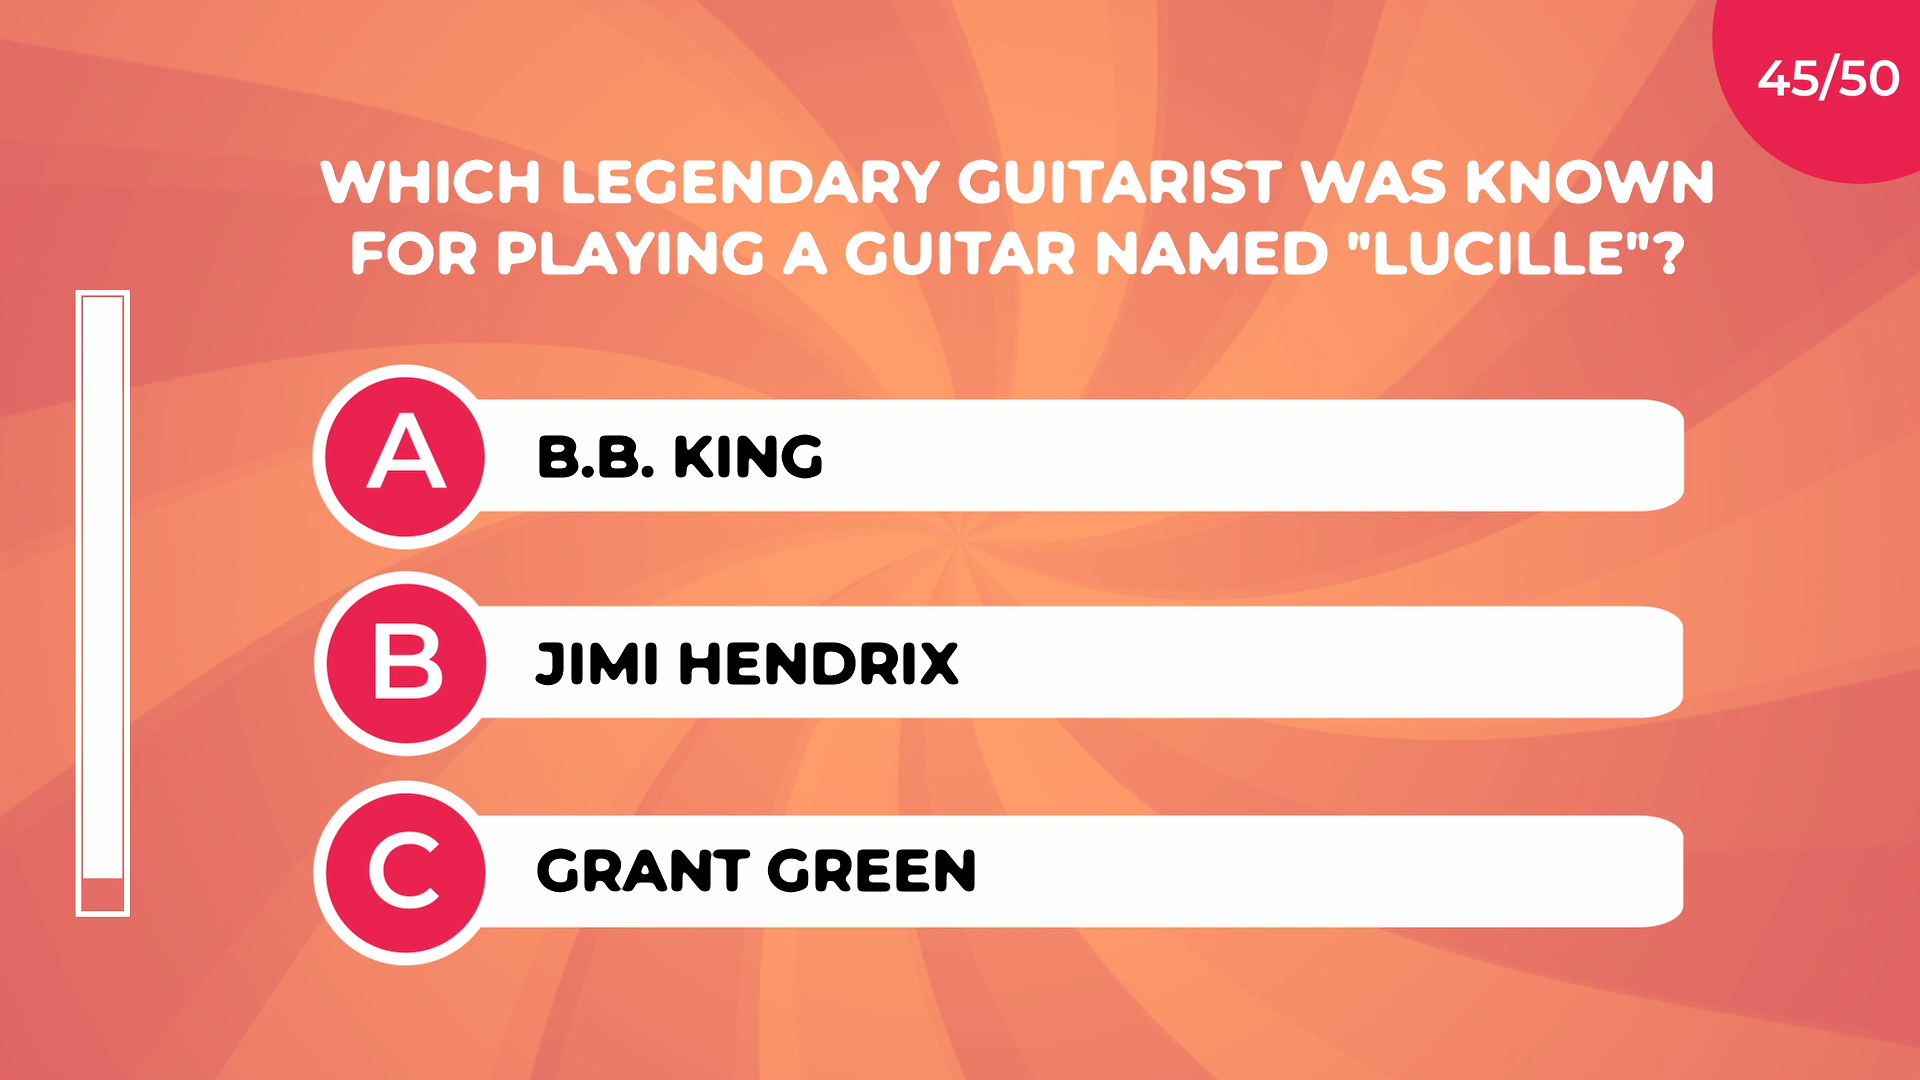 45/50
WHICH LEGENDARY GUITARIST WAS KNOWN
FOR PLAYING A GUITAR NAMED "LUCILLE"?
A B.B. KING
B JIMI HENDRIX
C GRANT GREEN